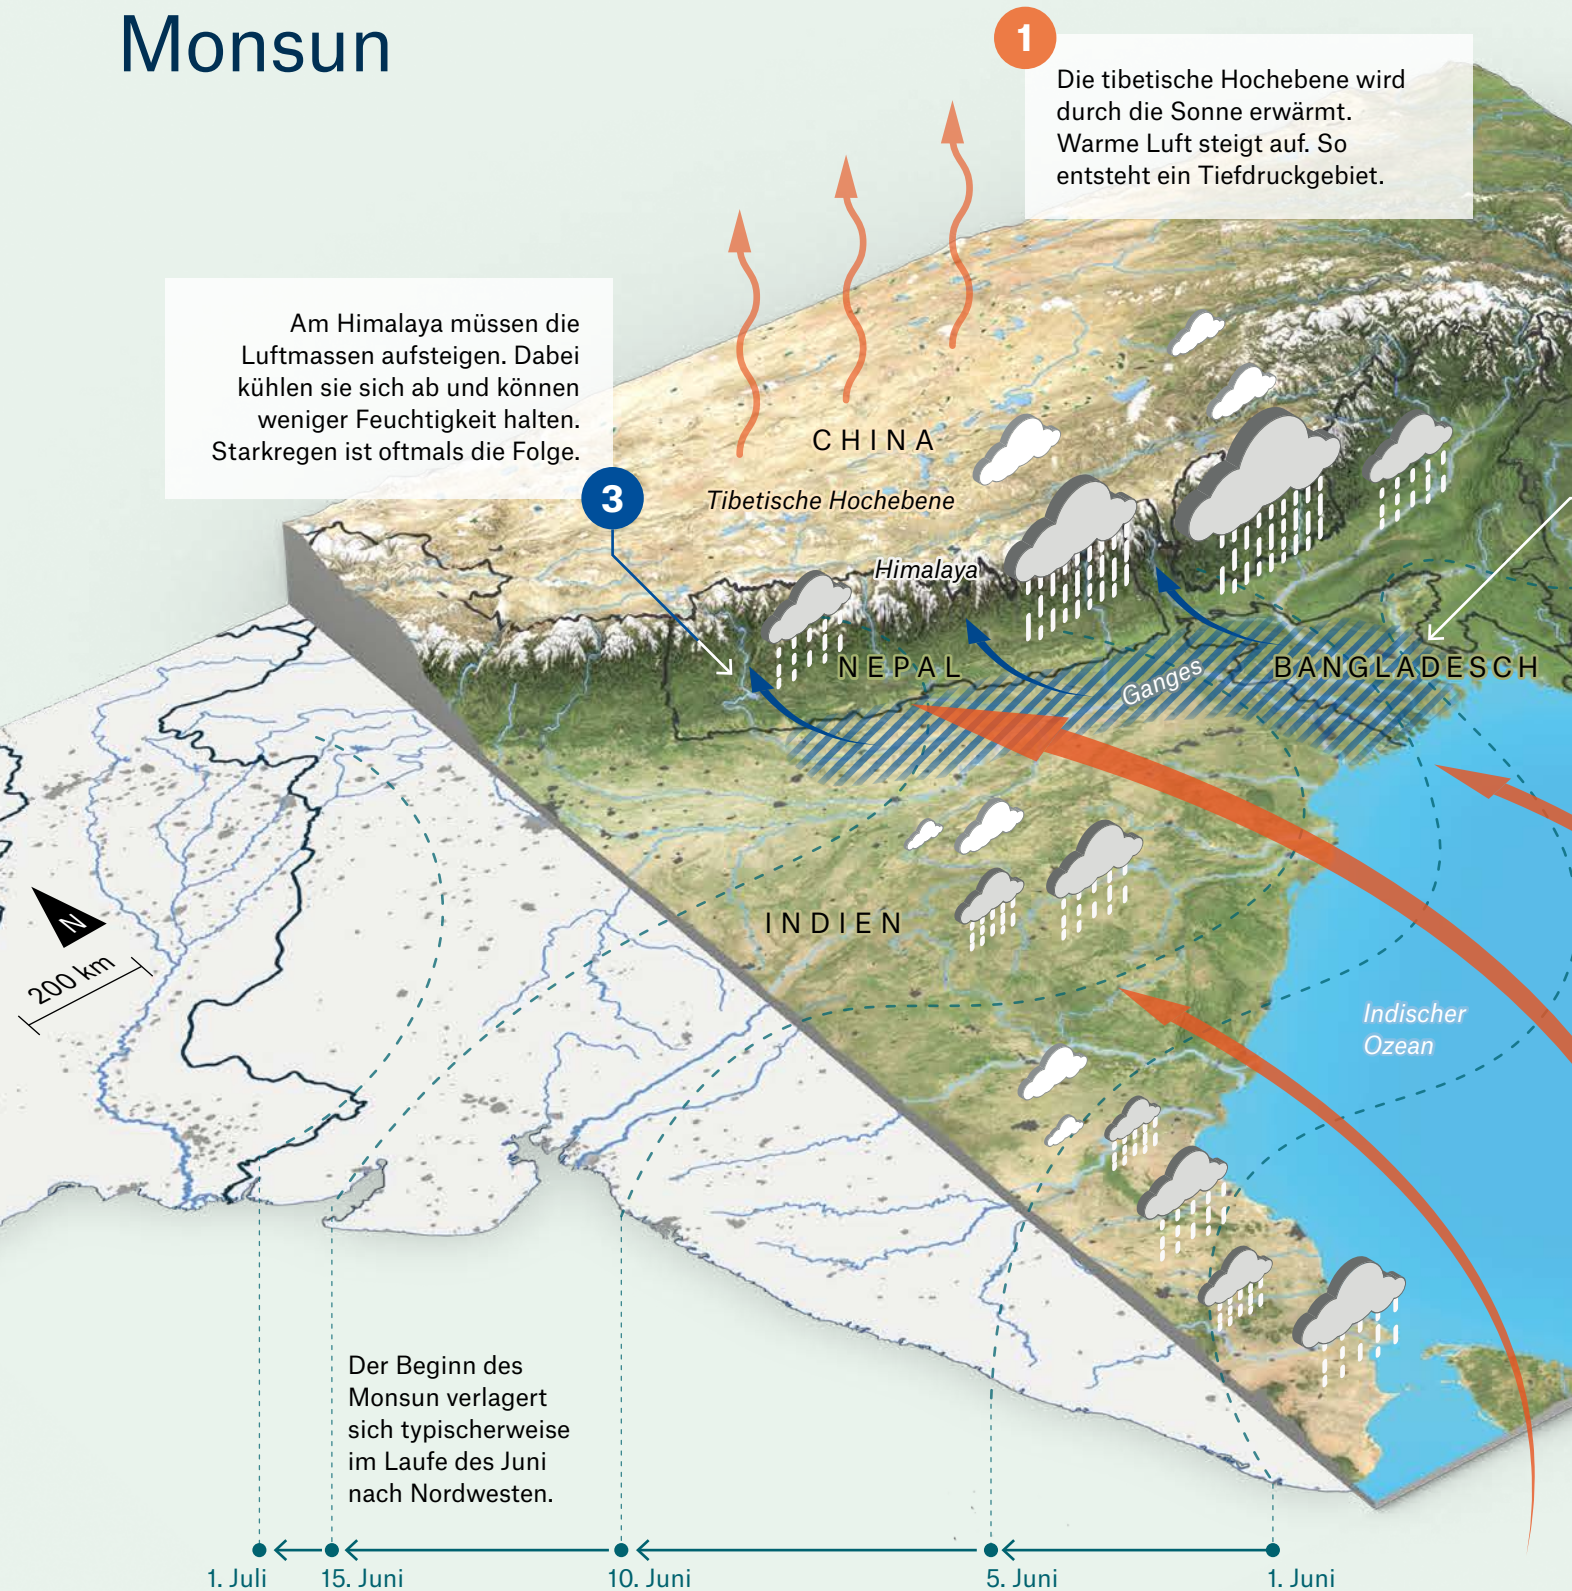 Monsun
1
Die tibetische Hochebene wird
durch die Sonne erwärmt.
Warme Luft steigt auf. So
entsteht ein Tiefdruckgebiet.
Am Himalaya müssen die
Luftmassen aufsteigen. Dabei
kühlen sie sich ab und können
weniger Feuchtigkeit halten.
Starkregen ist oftmals die Folge.
3
CHINA
Tibetische Hochebene
Himalaya
NEPAL
Ganges
BANGLADESCH
INDIEN
N
200 km
Indischer
Ozean
Der Beginn des
Monsun verlagert
sich typischerweise
im Laufe des Juni
nach Nordwesten.
1. Juli
15. Juni
10. Juni
5. Juni
1. Juni